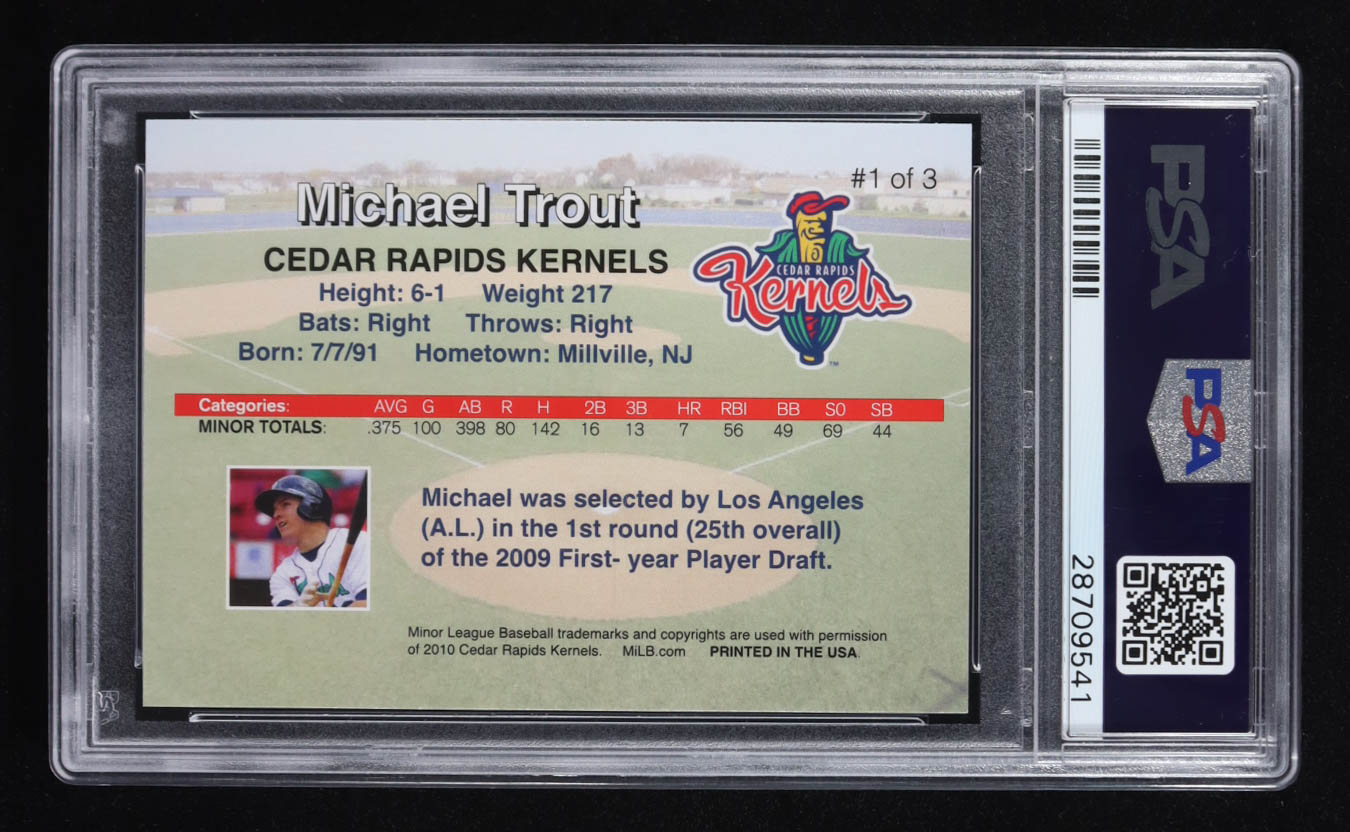 #1 of 3
Michael Trout
CEDAR RAPIDS KERNELS
Height: 6-1 Weight 217
Bats: Right Throws: Right
Born: 7/7/91 Hometown: Millville, NJ
CEDAR RAPIDS
Kernels
TM
Categories: AVG G AB R H 2B 3B HR RBI BB SO SB
MINOR TOTALS: .375 100 398 80 142 16 13 7 56 49 69 44
Michael was selected by Los Angeles
(A.L.) in the 1st round (25th overall)
of the 2009 First- year Player Draft.
Minor League Baseball trademarks and copyrights are used with permission
of 2010 Cedar Rapids Kernels. MiLB.com PRINTED IN THE USA.
PSA
PSA
28709541